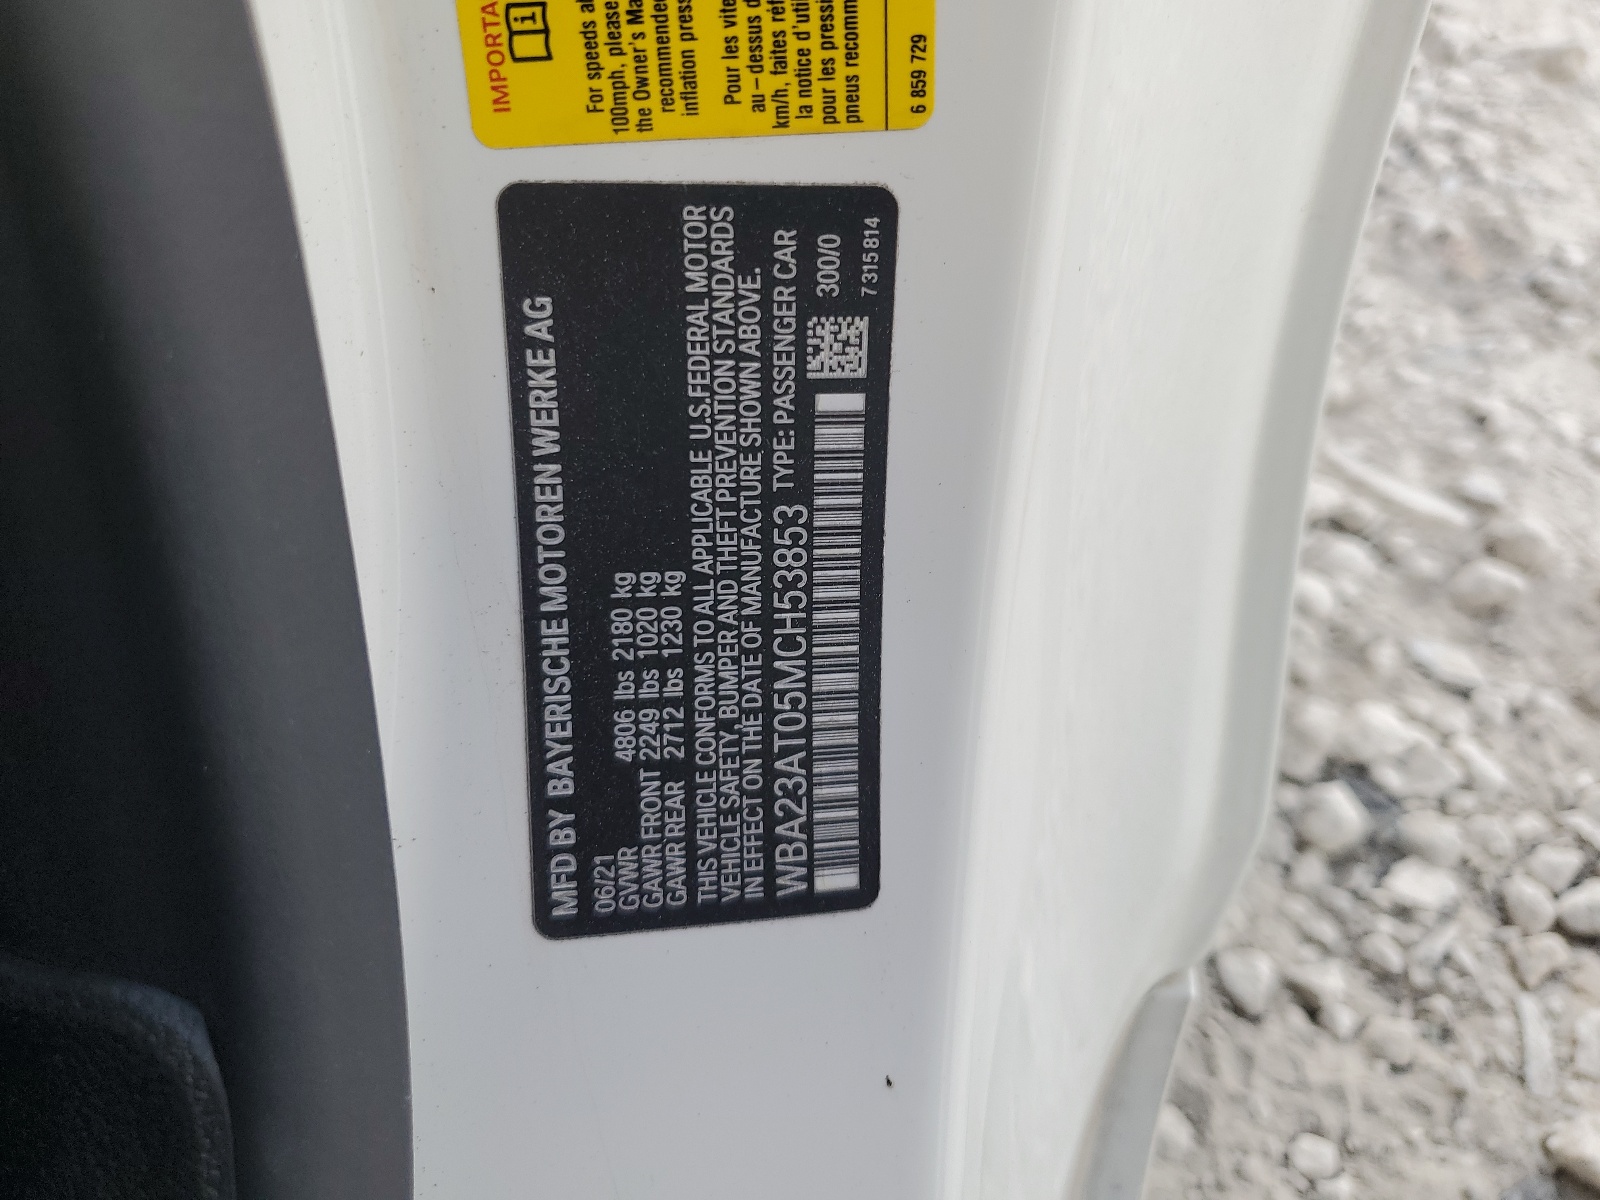 MFD BY BAYERISCHE MOTOREN WERKE AG
06/21
GVWR 4806 lbs 2180 kg
GAWR FRONT 2249 lbs 1020 kg
GAWR REAR 2712 lbs 1230 kg
THIS VEHICLE CONFORMS TO ALL APPLICABLE U.S.FEDERAL MOTOR
VEHICLE SAFETY, BUMPER AND THEFT PREVENTION STANDARDS
IN EFFECT ON THE DATE OF MANUFACTURE SHOWN ABOVE.
WBA23AT05MCH53853 TYPE: PASSENGER CAR
300/0
7315814
IMPORTA
For speeds a
100mph, please
the Owner's Ma
recommended
inflation press
Pour les vite
au-dessus d
km/h, faites réf
la notice d'util
pour les pressi
pneus recomm
6 859 729